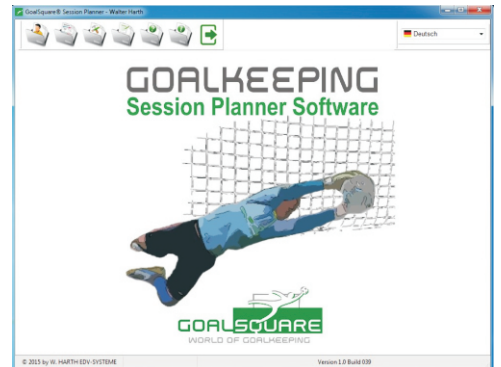 GoalSquare® Session Planner - Walter Harth
Deutsch
GOALKEEPING
Session Planner Software
GOALSQUARE
WORLD OF GOALKEEPING
© 2015 by W. HARTH-EDV-SYSTEME
Version 1.0 Build 039